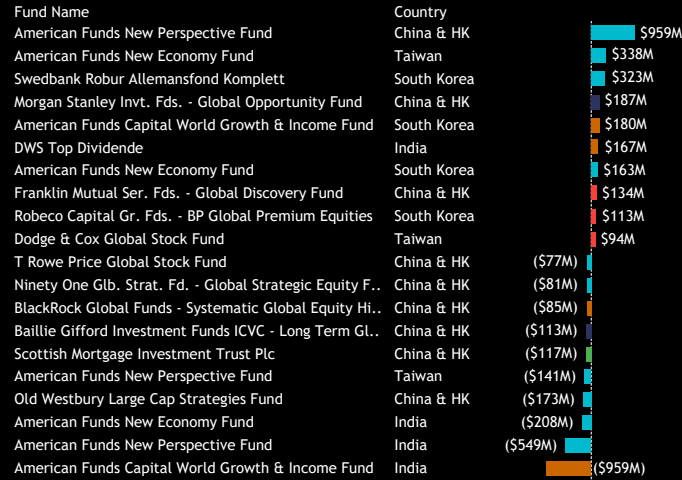 Fund Name Country
American Funds New Perspective Fund China & HK $959M
American Funds New Economy Fund Taiwan $338M
Swedbank Robur Allemansfond Komplett South Korea $323M
Morgan Stanley Invt. Fds. - Global Opportunity Fund China & HK $187M
American Funds Capital World Growth & Income Fund South Korea $180M
DWS Top Dividende India $167M
American Funds New Economy Fund South Korea $163M
Franklin Mutual Ser. Fds. - Global Discovery Fund China & HK $134M
Robeco Capital Gr. Fds. - BP Global Premium Equities South Korea $113M
Dodge & Cox Global Stock Fund Taiwan $94M
T Rowe Price Global Stock Fund China & HK ($77M)
Ninety One Glb. Strat. Fd. - Global Strategic Equity F.. China & HK ($81M)
BlackRock Global Funds - Systematic Global Equity Hi.. China & HK ($85M)
Baillie Gifford Investment Funds ICVC - Long Term Gl.. China & HK ($113M)
Scottish Mortgage Investment Trust Plc China & HK ($117M)
American Funds New Perspective Fund Taiwan ($141M)
Old Westbury Large Cap Strategies Fund China & HK ($173M)
American Funds New Economy Fund India ($208M)
American Funds New Perspective Fund India ($549M)
American Funds Capital World Growth & Income Fund India ($959M)